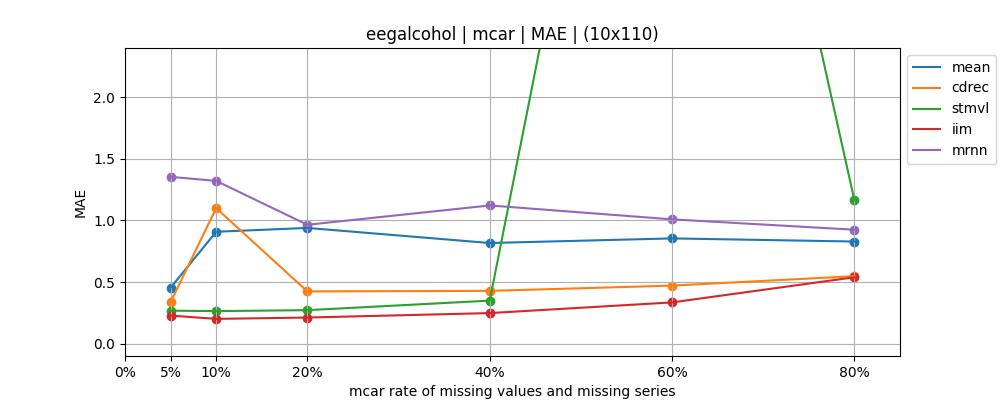 eegalcohol | mcar | MAE | (10x110)
MAE
2.0
1.5
1.0
0.5
0.0
0% 5% 10% 20% 40% 60% 80%
mcar rate of missing values and missing series
mean
cdrec
stmvl
iim
mrnn